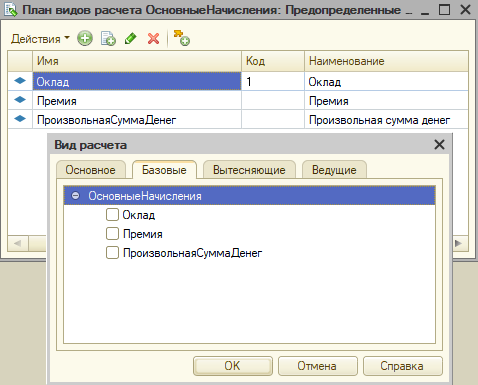 План видов расчета ОсновныеНачисления: Предопределенные ...
Действия
Имя Код Наименование
Оклад 1 Оклад
Премия Премия
ПроизвольнаяСуммаДенег Произвольная сумма денег
Вид расчета
Основное Базовые Вытесняющие Ведущие
ОсновныеНачисления
Оклад
Премия
ПроизвольнаяСуммаДенег
OK Отмена Справка